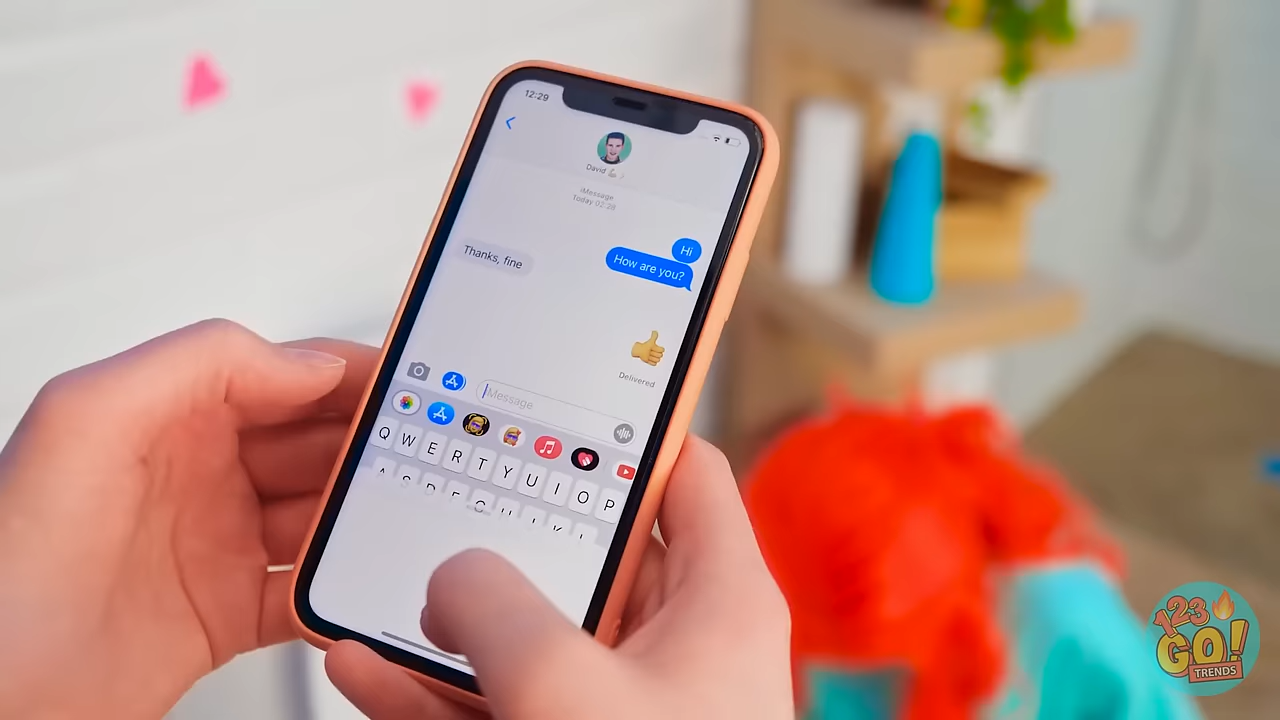 12:29
David 💪🏼 >
iMessage
Today 02:28
Hi
How are you?
Thanks, fine
👍
Delivered
Message
Q W E R T Y U I O P
123
GO!
TRENDS